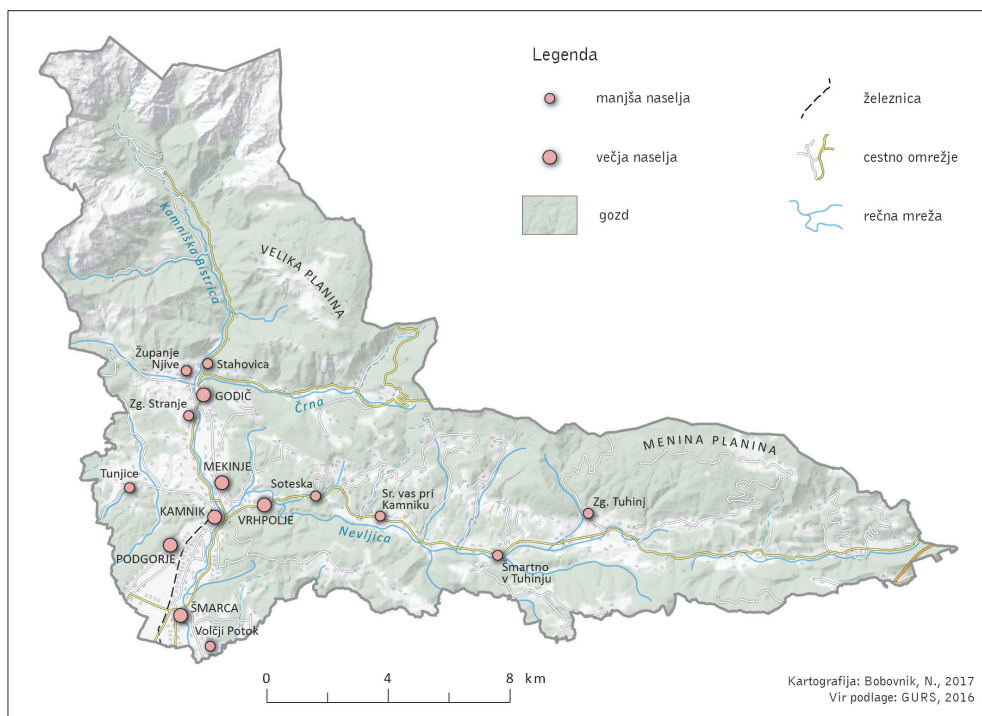 Legenda
manjša naselja
večja naselja
gozd
železnica
cestno omrežje
rečna mreža
Kamniška Bistrica
VELIKA PLANINA
Županje
Njive
Stahovica
GODIČ
Zg. Stranje
Črna
MENINA PLANINA
MEKINJE
Tunjice
Soteska
Sr. vas pri
Kamniku
Zg. Tuhinj
KAMNIK
VRHPOLJE
Nevljica
PODGORJE
Šmartno
v Tuhinju
ŠMARCA
Volčji Potok
0 4 8 km
Kartografija: Bobovnik, N., 2017
Vir podlage: GURS, 2016